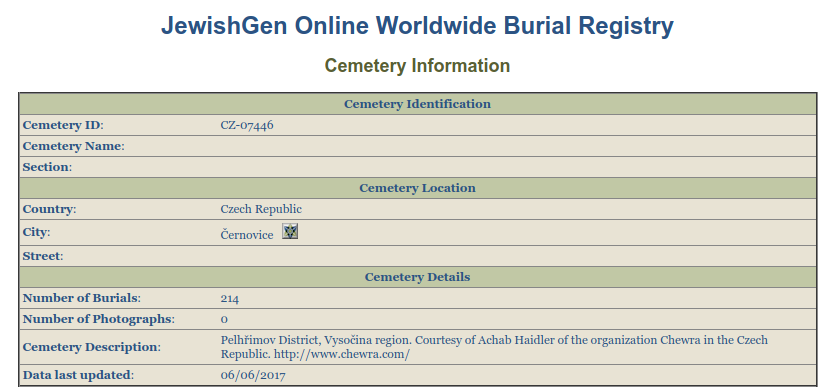 JewishGen Online Worldwide Burial Registry
Cemetery Information
Cemetery Identification
Cemetery ID: CZ-07446
Cemetery Name:
Section:
Cemetery Location
Country: Czech Republic
City: Černovice
Street:
Cemetery Details
Number of Burials: 214
Number of Photographs: 0
Cemetery Description: Pelhřimov District, Vysočina region. Courtesy of Achab Haidler of the organization Chewra in the Czech
Republic. http://www.chewra.com/
Data last updated: 06/06/2017